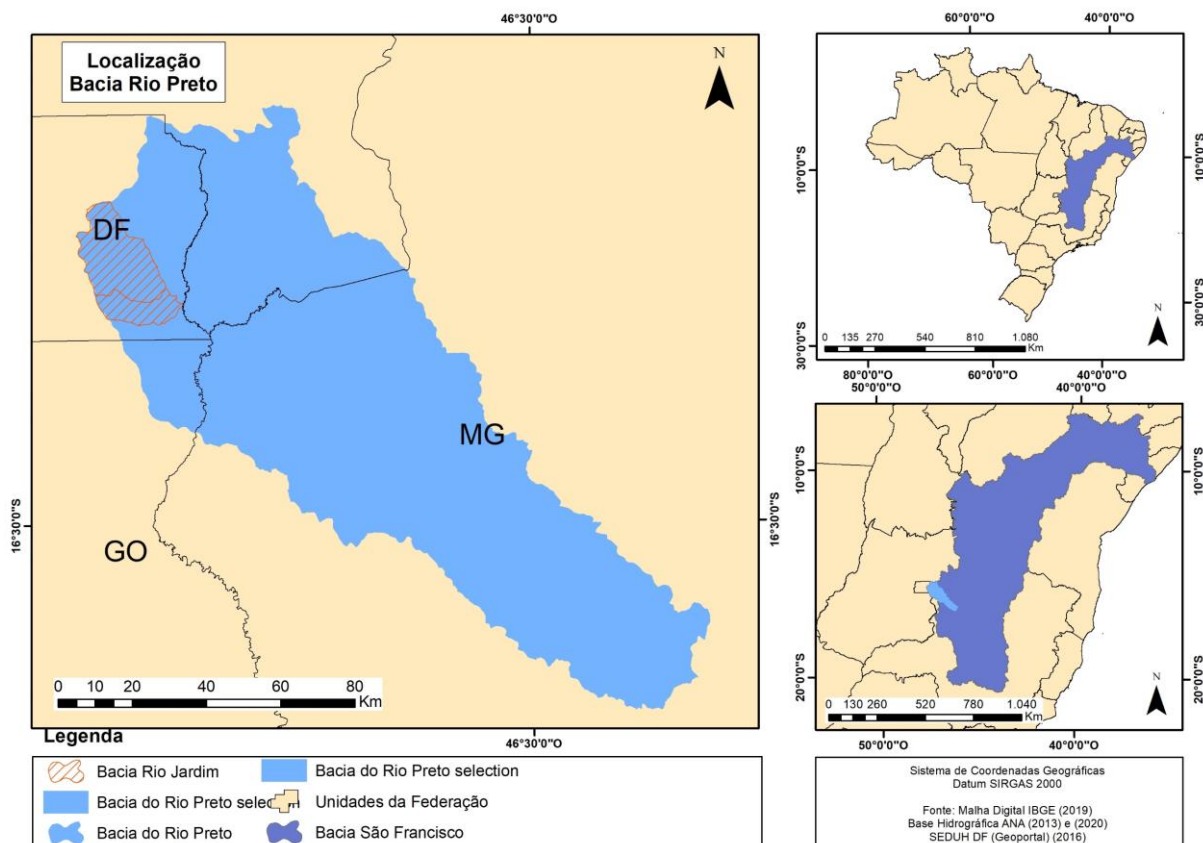 46°30'0"O
Localização
Bacia Rio Preto
N
DF
MG
GO
16°30'0"S
16°30'0"S
0 5 10 20 40 60 80
Km
46°30'0"O
60°0'0"O 40°0'0"O
N
10°0'0"S
10°0'0"S
30°0'0"S
30°0'0"S
0 135 270 540 810 1.080
Km
80°0'0"O 60°0'0"O 40°0'0"O
50°0'0"O 40°0'0"O
10°0'0"S
10°0'0"S
20°0'0"S
20°0'0"S
N
0 130 260 520 780 1.040
Km
50°0'0"O 40°0'0"O
Legenda
Bacia Rio Jardim
Bacia do Rio Preto selection
Bacia do Rio Preto selection
Unidades da Federação
Bacia do Rio Preto
Bacia São Francisco
Sistema de Coordenadas Geográficas
Datum SIRGAS 2000
Fonte: Malha Digital IBGE (2019)
Base Hidrográfica ANA (2013) e (2020)
SEDUH DF (Geoportal) (2016)